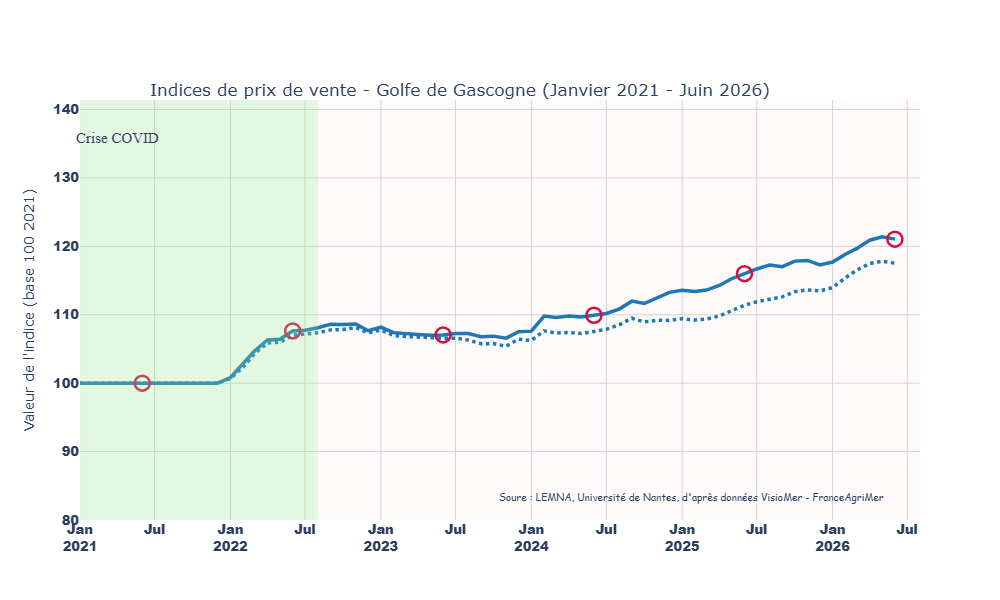 Indices de prix de vente - Golfe de Gascogne (Janvier 2021 - Juin 2026)
Valeur de l'indice (base 100 2021)
140
Crise COVID
130
120
110
100
90
80
Soure : LEMNA, Université de Nantes, d'après données VisioMer - FranceAgriMer
Jan Jul Jan Jul Jan Jul Jan Jul Jan Jul Jan Jul
2021 2022 2023 2024 2025 2026